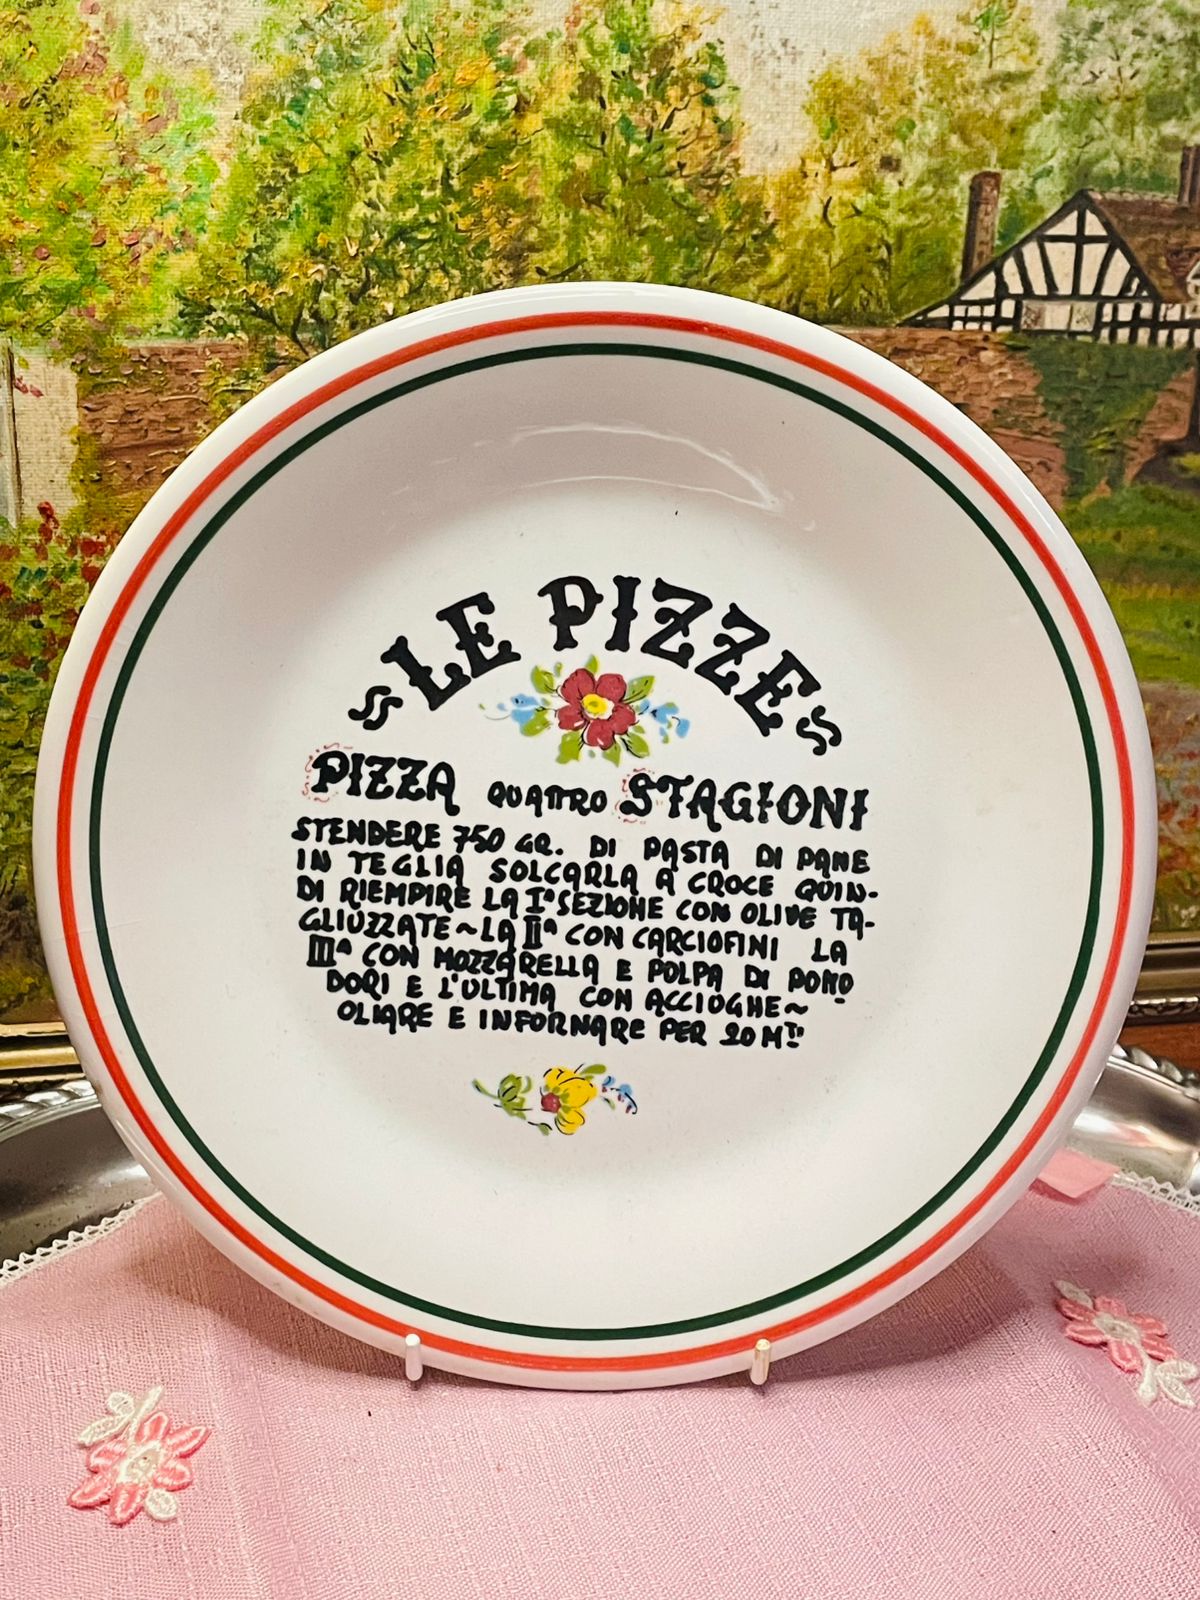 LE PIZZE
PIZZA QUATTRO STAGIONI
STENDERE 750 GR. DI PASTA DI PANE
IN TEGLIA SOLCARLA A CROCE QUIN-
DI RIEMPIRE LA Iª SEZIONE CON OLIVE TA-
GLIUZZATE ~ LA IIª CON CARCIOFINI LA
IIIª CON MOZZARELLA E POLPA DI POMO
DORI E L'ULTIMA CON ACCIUGHE ~
OLIARE E INFORNARE PER 20 MTI